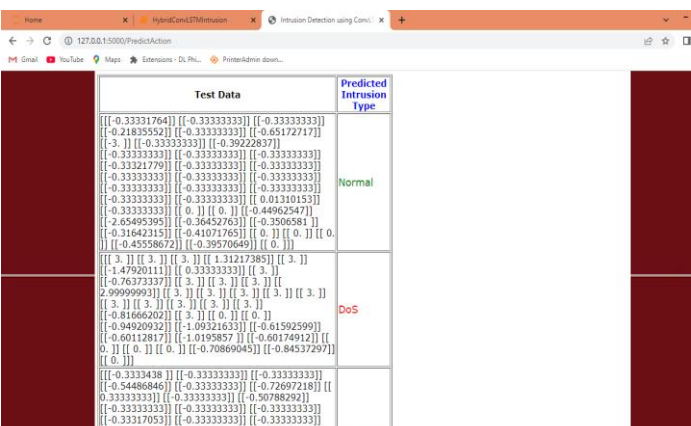 Home
HybridConvLSTMIntrusion
Intrusion Detection using ConvL
127.0.0.1:5000/PredictAction
Gmail
YouTube
Maps
Extensions - DL Phi...
PrinterAdmin down...
Test Data
Predicted
Intrusion
Type
[[[-0.33331764]] [[-0.33333333]] [[-0.33333333]]
[[-0.21835552]] [[-0.33333333]] [[-0.65172717]]
[[-3. ]] [[-0.33333333]] [[-0.39222837]]
[[-0.33333333]] [[-0.33333333]] [[-0.33333333]]
[[-0.33321779]] [[-0.33333333]] [[-0.33333333]]
[[-0.33333333]] [[-0.33333333]] [[-0.33333333]]
[[-0.33333333]] [[-0.33333333]] [[-0.33333333]]
[[-0.33333333]] [[-0.33333333]] [[ 0.01310153]]
[[-0.33333333]] [[ 0. ]] [[ 0. ]] [[-0.44962547]]
[[-2.65495395]] [[-0.36452763]] [[-0.3506581 ]]
[[-0.31642315]] [[-0.41071765]] [[ 0. ]] [[ 0. ]] [[ 0.
]] [[-0.45558672]] [[-0.39570649]] [[ 0. ]]]
Normal
[[[ 3. ]] [[ 3. ]] [[ 3. ]] [[ 1.31217385]] [[ 3. ]]
[[-1.47920111]] [[ 0.33333333]] [[ 3. ]]
[[-0.76373337]] [[ 3. ]] [[ 3. ]] [[ 3. ]] [[
2.99999993]] [[ 3. ]] [[ 3. ]] [[ 3. ]] [[ 3. ]] [[ 3. ]]
[[ 3. ]] [[ 3. ]] [[ 3. ]] [[ 3. ]] [[ 3. ]]
[[-0.81666202]] [[ 3. ]] [[ 0. ]] [[ 0. ]]
[[-0.94920932]] [[-1.09321633]] [[-0.61592599]]
[[-0.60112817]] [[-1.0195857 ]] [[-0.60174912]] [[
0. ]] [[ 0. ]] [[ 0. ]] [[-0.70869045]] [[-0.84537297]]
[[ 0. ]]]
DoS
[[[-0.3333438 ]] [[-0.33333333]] [[-0.33333333]]
[[-0.54486846]] [[-0.33333333]] [[-0.72697218]] [[
0.33333333]] [[-0.33333333]] [[-0.50788292]]
[[-0.33333333]] [[-0.33333333]] [[-0.33333333]]
[[-0.33317053]] [[-0.33333333]] [[-0.33333333]]